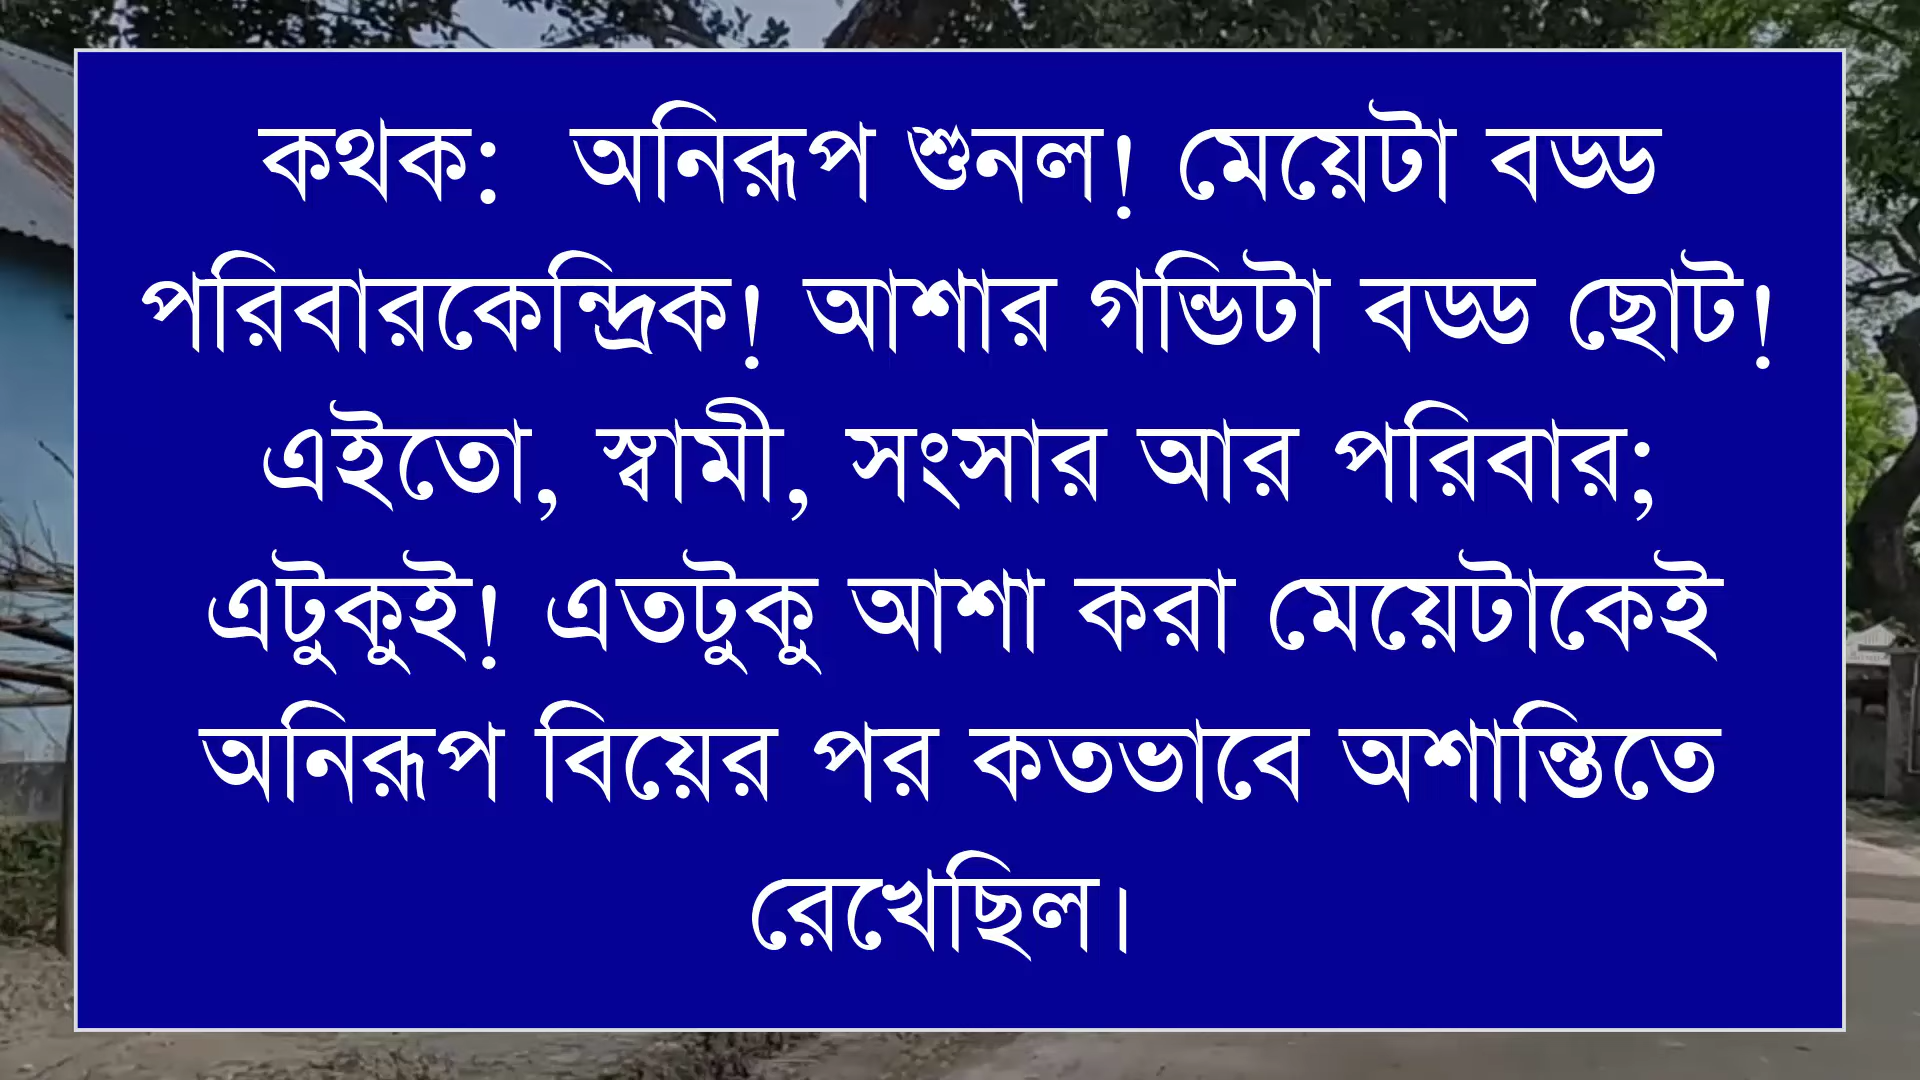 কথক:  অনিরূপ শুনল! মেয়েটা বড্ড
পরিবারকেন্দ্রিক! আশার গন্ডিটা বড্ড ছোট!
এইতো, স্বামী, সংসার আর পরিবার;
এটুকুই! এতটুকু আশা করা মেয়েটাকেই
অনিরূপ বিয়ের পর কতভাবে অশান্তিতে
রেখেছিল।